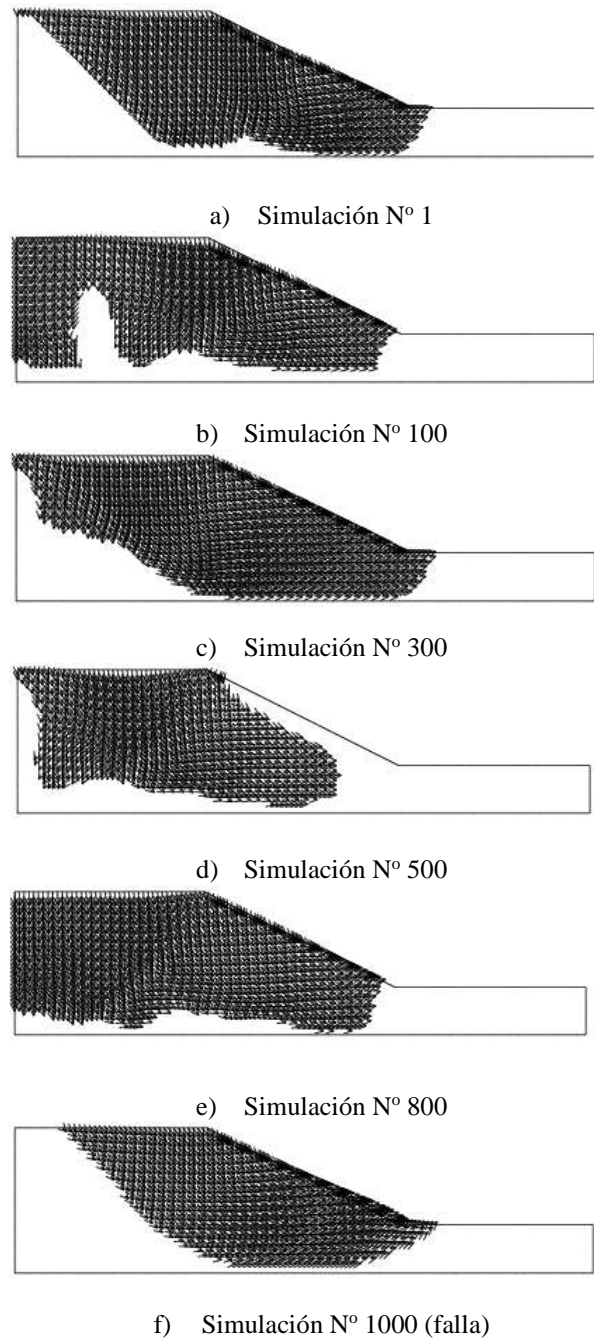 a) Simulación Nº 1
b) Simulación Nº 100
c) Simulación Nº 300
d) Simulación Nº 500
e) Simulación Nº 800
f) Simulación Nº 1000 (falla)